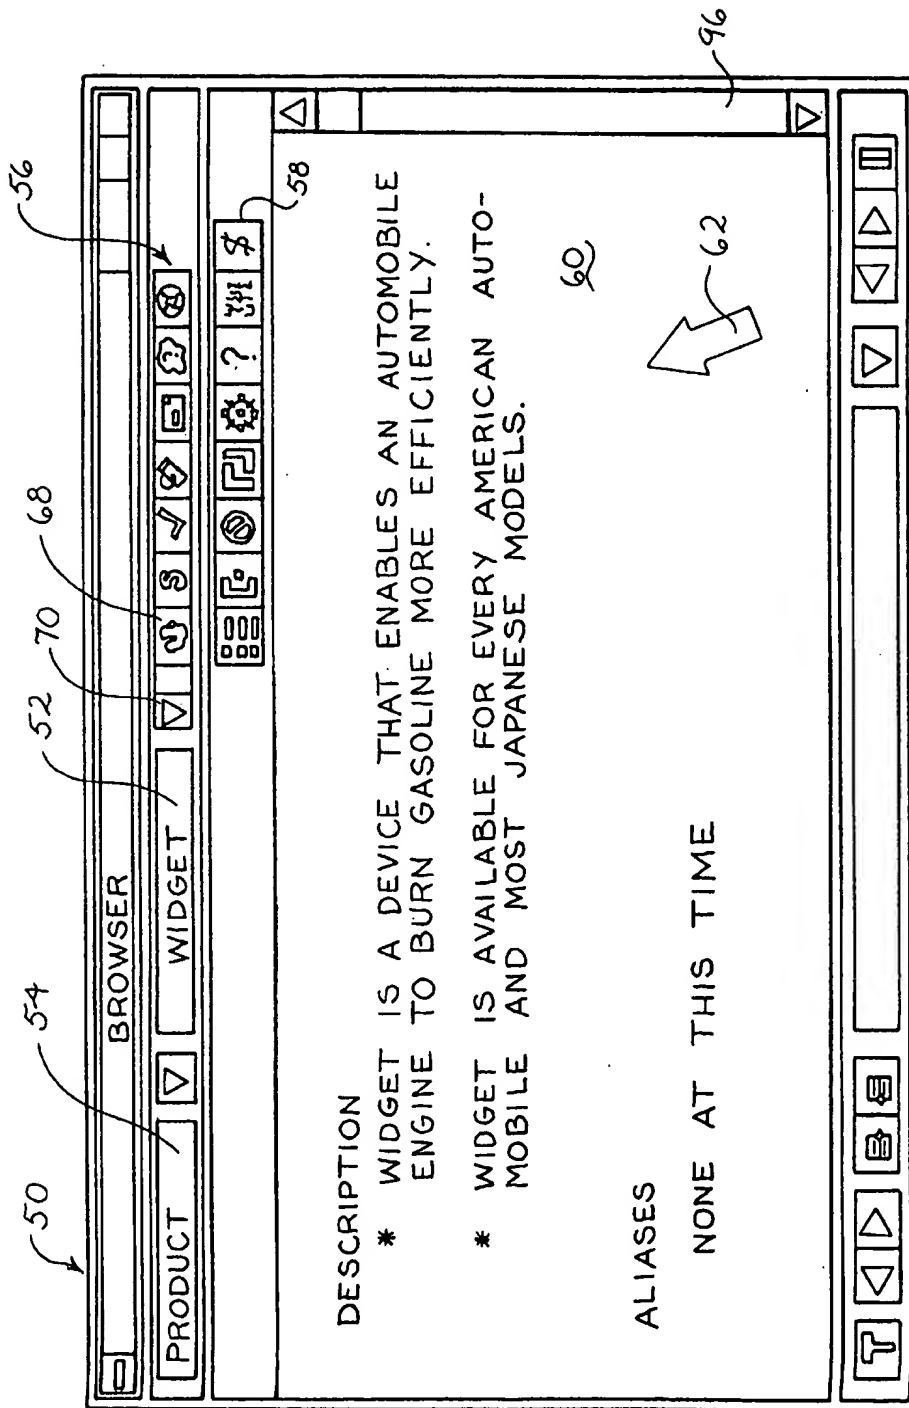 50
54
52
70
68
56
BROWSER
PRODUCT
WIDGET
S
?
$
58
DESCRIPTION
* WIDGET IS A DEVICE THAT ENABLES AN AUTOMOBILE
ENGINE TO BURN GASOLINE MORE EFFICIENTLY.
* WIDGET IS AVAILABLE FOR EVERY AMERICAN AUTO-
MOBILE AND MOST JAPANESE MODELS.
60
62
96
ALIASES
NONE AT THIS TIME
T